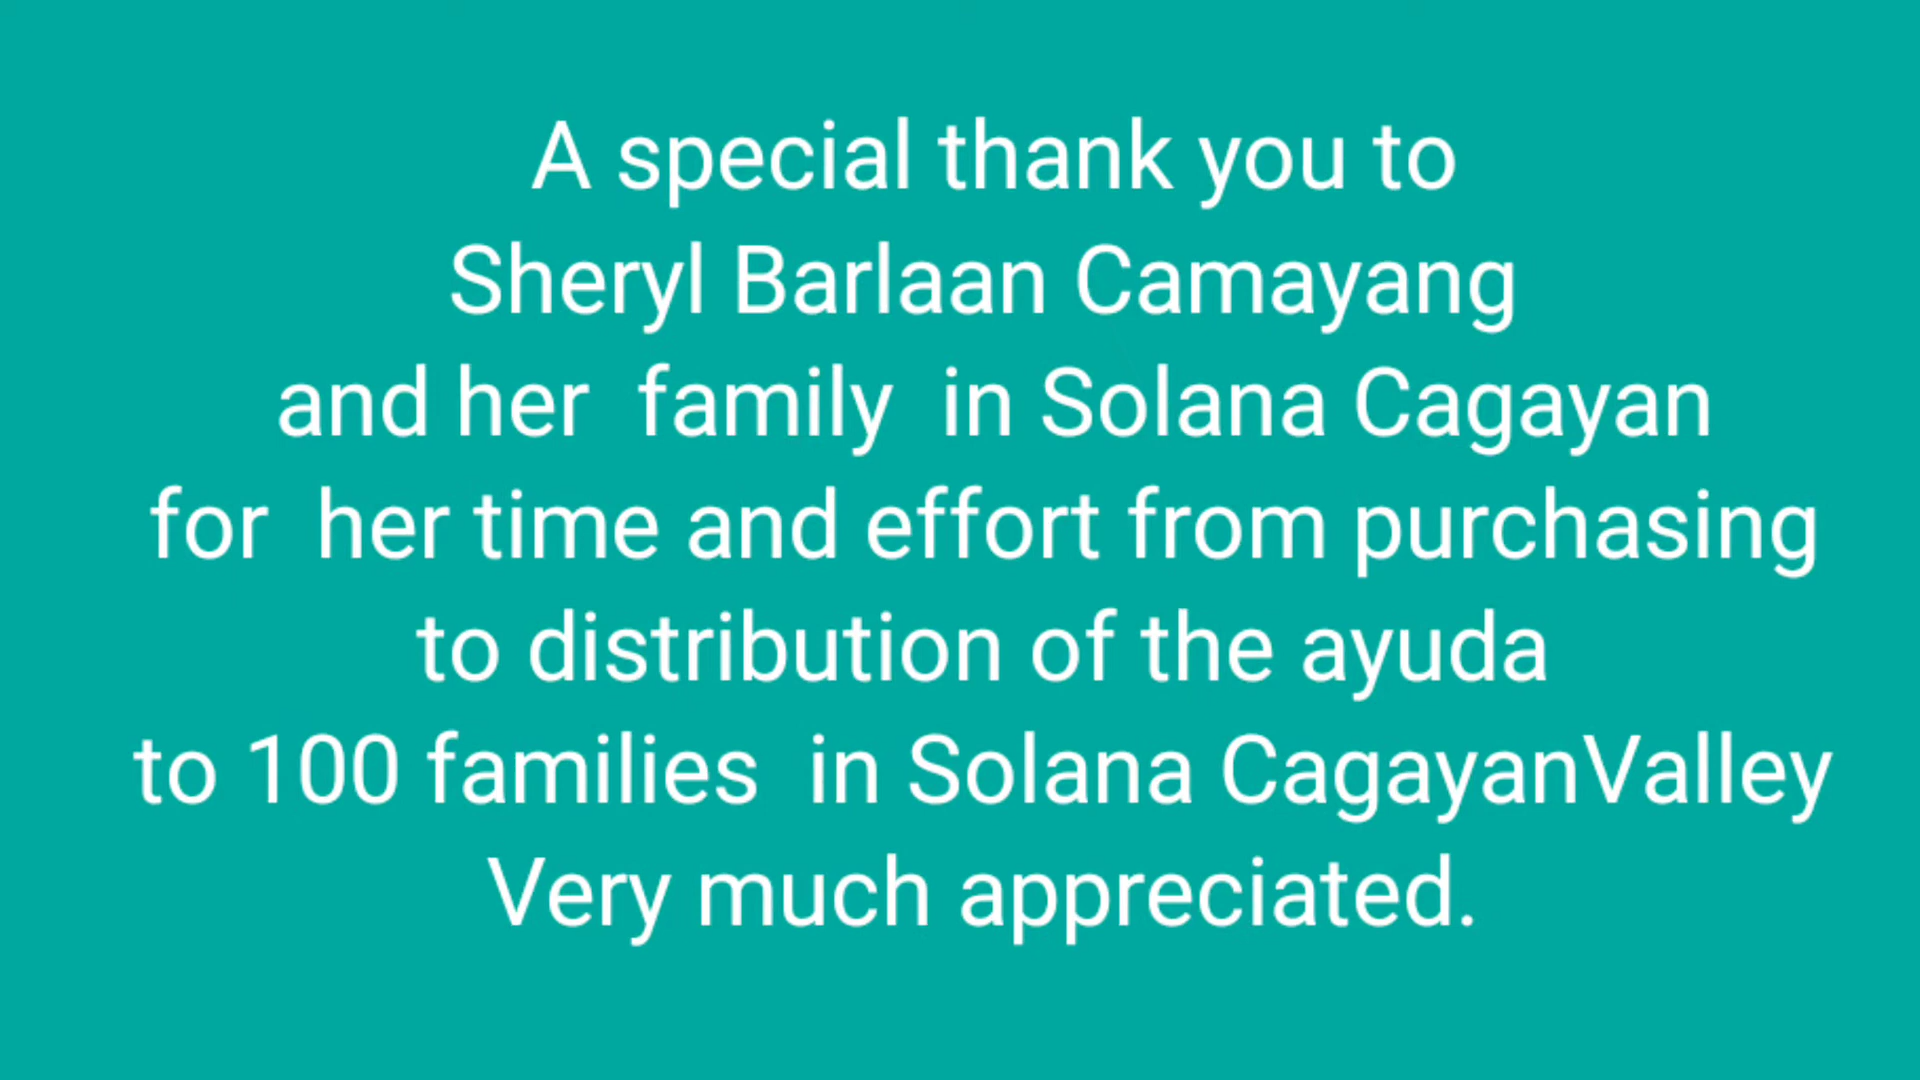 A special thank you to
Sheryl Barlaan Camayang
and her  family  in Solana Cagayan
for  her time and effort from purchasing
to distribution of the ayuda
to 100 families  in Solana CagayanValley
Very much appreciated.